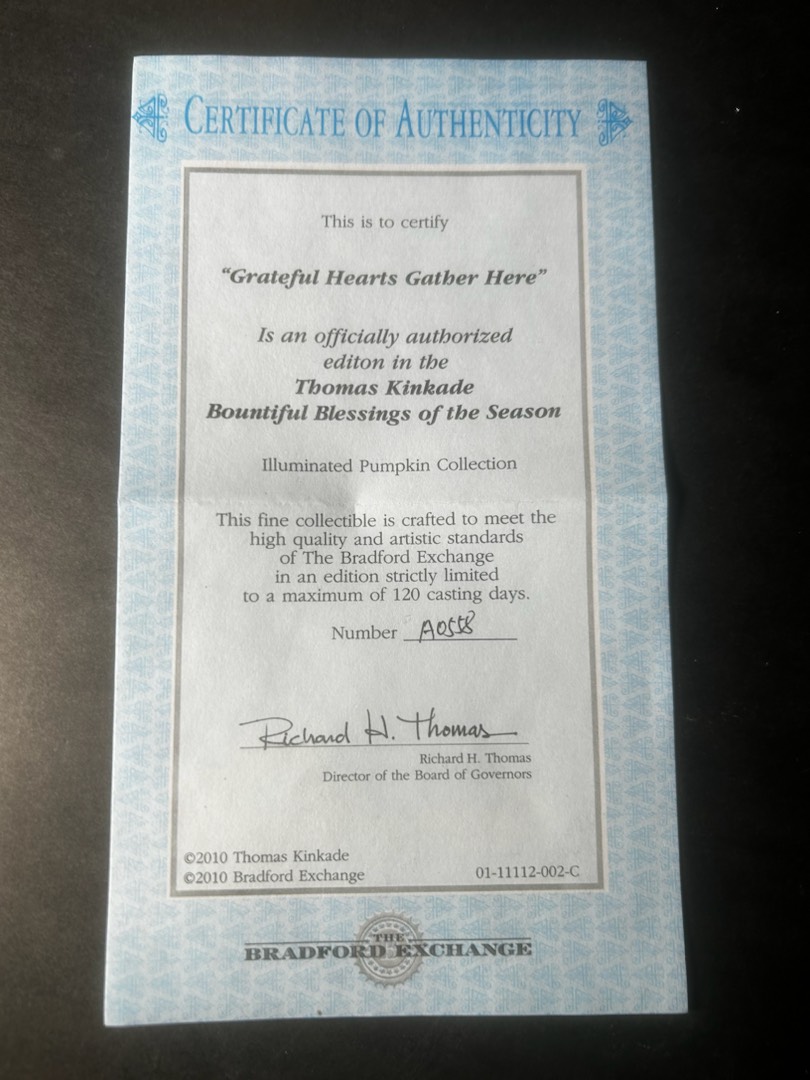 CERTIFICATE OF AUTHENTICITY
This is to certify
“Grateful Hearts Gather Here”
Is an officially authorized
editon in the
Thomas Kinkade
Bountiful Blessings of the Season
Illuminated Pumpkin Collection
This fine collectible is crafted to meet the
high quality and artistic standards
of The Bradford Exchange
in an edition strictly limited
to a maximum of 120 casting days.
Number A0558
Richard H. Thomas
Richard H. Thomas
Director of the Board of Governors
©2010 Thomas Kinkade
©2010 Bradford Exchange
01-11112-002-C
THE
BRADFORD EXCHANGE